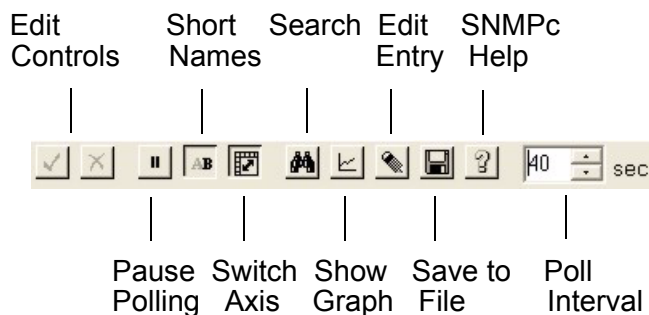 Edit Short Search Edit SNMPc
Controls Names Entry Help
AB 40 sec
Pause Switch Show Save to Poll
Polling Axis Graph File Interval